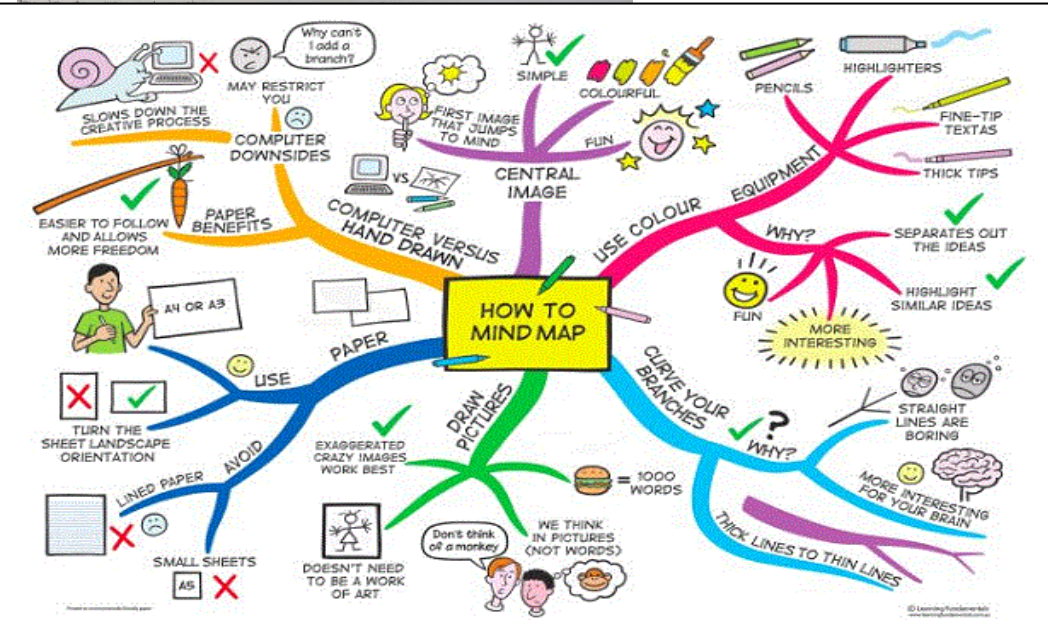 Why can't
I add a
branch?
MAY RESTRICT
YOU
SLOWS DOWN THE
CREATIVE PROCESS
COMPUTER
DOWNSIDES
EASIER TO FOLLOW
AND ALLOWS
MORE FREEDOM
PAPER
BENEFITS
VS.
COMPUTER VERSUS
HAND DRAWN
FIRST IMAGE
THAT JUMPS
TO MIND
SIMPLE
COLOURFUL
FUN
CENTRAL
IMAGE
PENCILS
HIGHLIGHTERS
FINE-TIP
TEXTAS
THICK TIPS
EQUIPMENT
USE COLOUR
WHY?
SEPARATES OUT
THE IDEAS
HIGHLIGHT
SIMILAR IDEAS
MORE
INTERESTING
FUN
HOW TO
MIND MAP
A4 OR A3
PAPER
USE
TURN THE
SHEET LANDSCAPE
ORIENTATION
AVOID
LINED PAPER
SMALL SHEETS
A5
DRAW
PICTURES
EXAGGERATED
CRAZY IMAGES
WORK BEST
= 1000
WORDS
DOESN'T NEED
TO BE A WORK
OF ART
Don't think
of a monkey
WE THINK
IN PICTURES
(NOT WORDS)
CURVE YOUR
BRANCHES
?
WHY?
STRAIGHT
LINES ARE
BORING
MORE INTERESTING
FOR YOUR BRAIN
THICK LINES TO THIN LINES
© Learning Fundamentals